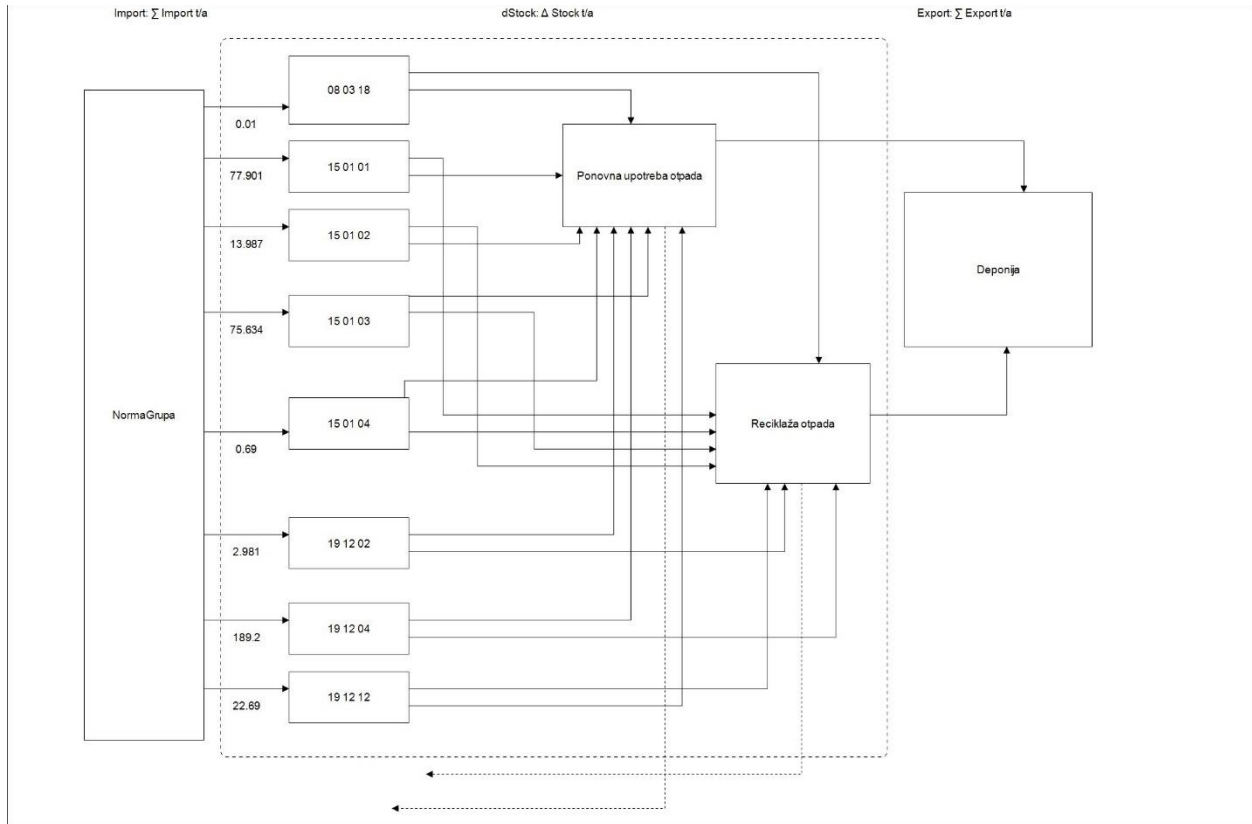 Import: ∑ Import t/a
dStock: Δ Stock t/a
Export: ∑ Export t/a
NormaGrupa
0.01
08 03 18
77.901
15 01 01
13.987
15 01 02
75.634
15 01 03
0.69
15 01 04
2.981
19 12 02
189.2
19 12 04
22.69
19 12 12
Ponovna upotreba otpada
Reciklaža otpada
Deponija